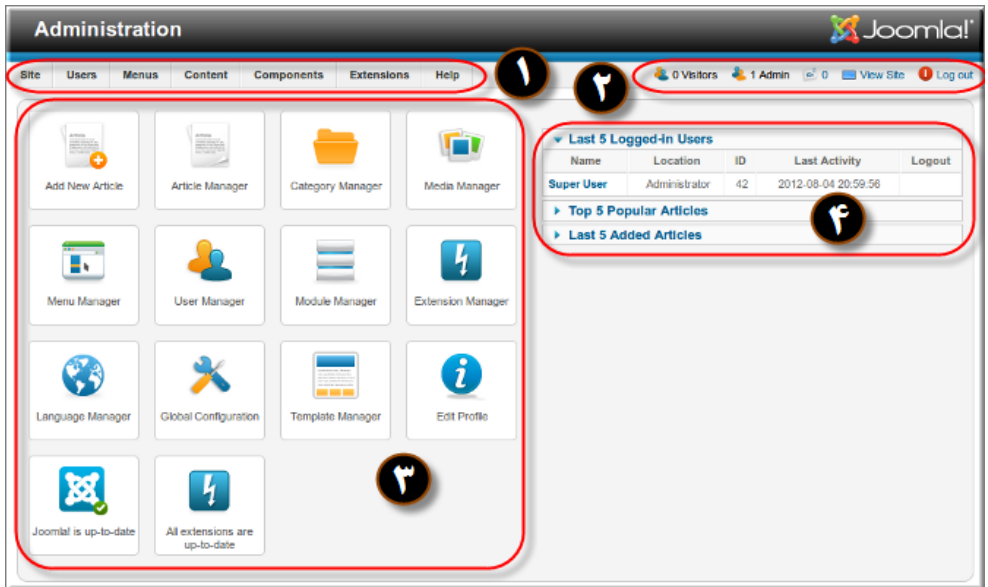 Administration
Joomla!
Site Users Menus Content Components Extensions Help
۱
۲
0 Visitors 1 Admin 0 View Site Log out
Add New Article
Article Manager
Category Manager
Media Manager
Menu Manager
User Manager
Module Manager
Extension Manager
Language Manager
Global Configuration
Template Manager
Edit Profile
Joomla! is up-to-date
All extensions are
up-to-date
۳
Last 5 Logged-in Users
Name Location ID Last Activity Logout
Super User Administrator 42 2012-08-04 20:59:56
Top 5 Popular Articles
Last 5 Added Articles
۴